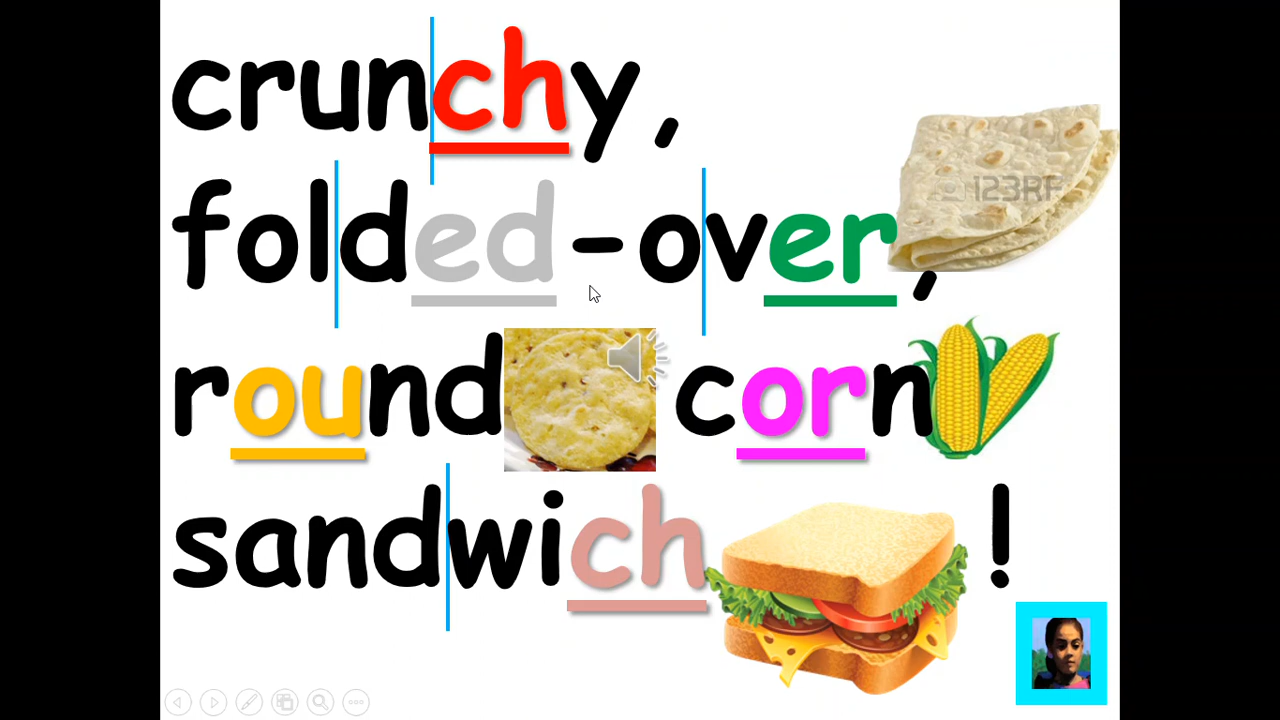 crunchy,
folded-over,
123RF
round corn
sandwich !